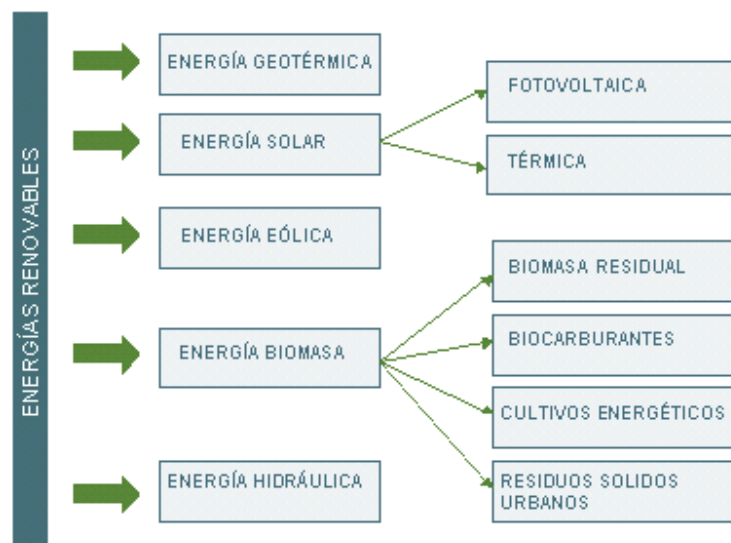 ENERGÍAS RENOVABLES
ENERGÍA GEOTÉRMICA
ENERGÍA SOLAR
FOTOVOLTAICA
TÉRMICA
ENERGÍA EÓLICA
ENERGÍA BIOMASA
BIOMASA RESIDUAL
BIOCARBURANTES
CULTIVOS ENERGÉTICOS
RESIDUOS SOLIDOS
URBANOS
ENERGÍA HIDRÁULICA